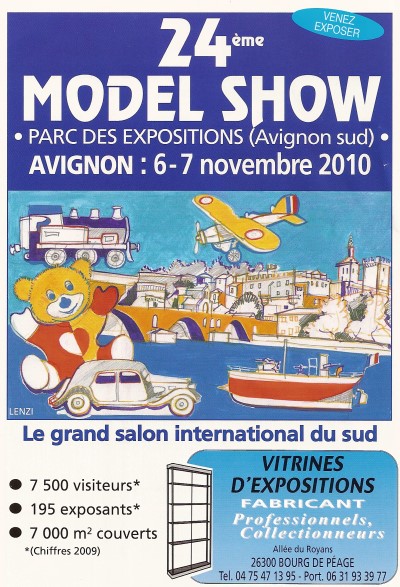 VENEZ
EXPOSER
24ème
MODEL SHOW
• PARC DES EXPOSITIONS (Avignon sud) •
AVIGNON : 6-7 novembre 2010
LENZI
Le grand salon international du sud
• 7 500 visiteurs*
• 195 exposants*
• 7 000 m² couverts
*(Chiffres 2009)
VITRINES
D'EXPOSITIONS
FABRICANT
Professionnels,
Collectionneurs
Allée du Royans
26300 BOURG DE PÉAGE
Tel. 04 75 47 13 95 - Port. 06 31 93 39 77